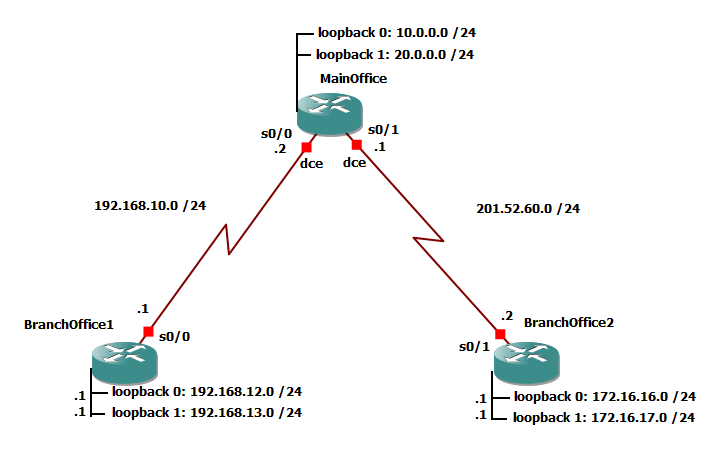 loopback 0: 10.0.0.0 /24
loopback 1: 20.0.0.0 /24
MainOffice
s0/0
s0/1
.2
.1
dce
dce
192.168.10.0 /24
201.52.60.0 /24
.1
.2
BranchOffice1
BranchOffice2
s0/0
s0/1
.1
loopback 0: 192.168.12.0 /24
.1
loopback 1: 192.168.13.0 /24
.1
loopback 0: 172.16.16.0 /24
.1
loopback 1: 172.16.17.0 /24